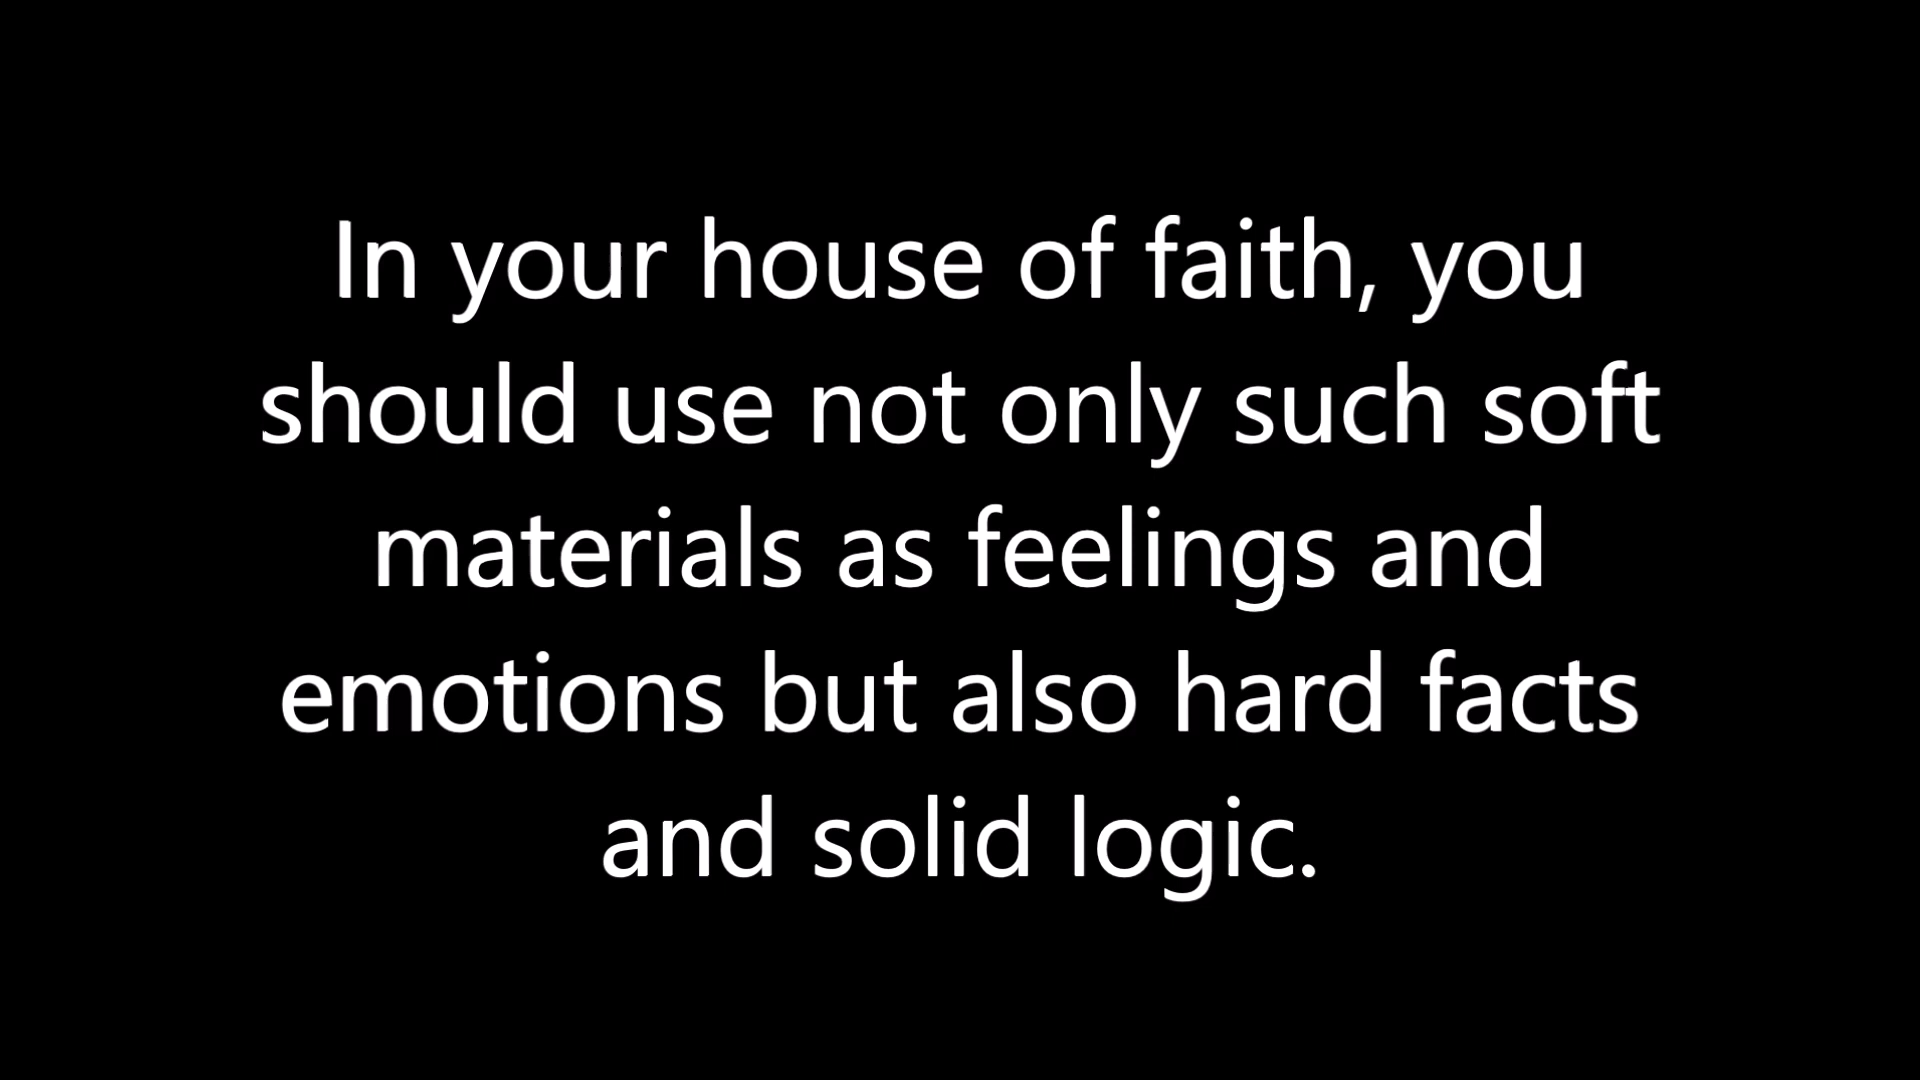 In your house of faith, you
should use not only such soft
materials as feelings and
emotions but also hard facts
and solid logic.